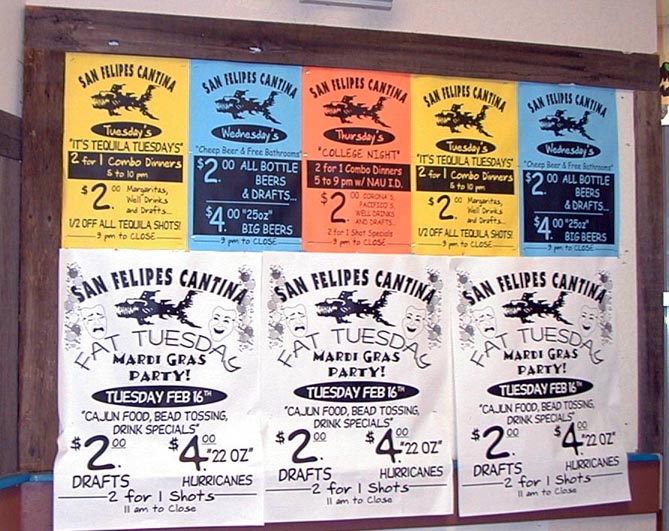 SAN FELIPES CANTINA
Tuesday's
"IT'S TEQUILA TUESDAYS"
2 for 1 Combo Dinners
5 to 10 pm
$2.00 Margaritas,
Well Drinks
and Drafts...
1/2 OFF ALL TEQUILA SHOTS!
9 pm to CLOSE
SAN FELIPES CANTINA
Wednesday's
"Cheep Beer & Free Bathrooms"
$2.00 ALL BOTTLE
BEERS
& DRAFTS...
$4.00 "25oz"
BIG BEERS
9 pm to CLOSE
SAN FELIPES CANTINA
Thursday's
"COLLEGE NIGHT"
2 for 1 Combo Dinners
5 to 9 pm w/ NAU I.D.
$2.00 CORONA'S,
PACIFICO'S,
WELL DRINKS
AND DRAFTS...
2 for 1 Shot Specials
9 pm to CLOSE
SAN FELIPES CANTINA
Tuesday's
"IT'S TEQUILA TUESDAYS"
2 for 1 Combo Dinners
5 to 10 pm
$2.00 Margaritas,
Well Drinks
and Drafts...
1/2 OFF ALL TEQUILA SHOTS!
9 pm to CLOSE
SAN FELIPES CANTINA
Wednesday's
"Cheep Beer & Free Bathrooms"
$2.00 ALL BOTTLE
BEERS
& DRAFTS...
$4.00 "25oz"
BIG BEERS
9 pm to CLOSE
SAN FELIPES CANTINA
FAT TUESDAY
MARDI GRAS
PARTY!
TUESDAY FEB 16TH
"CAJUN FOOD, BEAD TOSSING,
DRINK SPECIALS"
$2.00 $4.00 "22 OZ"
DRAFTS HURRICANES
2 for 1 Shots
11 am to Close
SAN FELIPES CANTINA
FAT TUESDAY
MARDI GRAS
PARTY!
TUESDAY FEB 16TH
"CAJUN FOOD, BEAD TOSSING,
DRINK SPECIALS"
$2.00 $4.00 "22 OZ"
DRAFTS HURRICANES
2 for 1 Shots
11 am to Close
SAN FELIPES CANTINA
FAT TUESDAY
MARDI GRAS
PARTY!
TUESDAY FEB 16TH
"CAJUN FOOD, BEAD TOSSING,
DRINK SPECIALS"
$2.00 $4.00 "22 OZ"
DRAFTS HURRICANES
2 for 1 Shots
11 am to Close